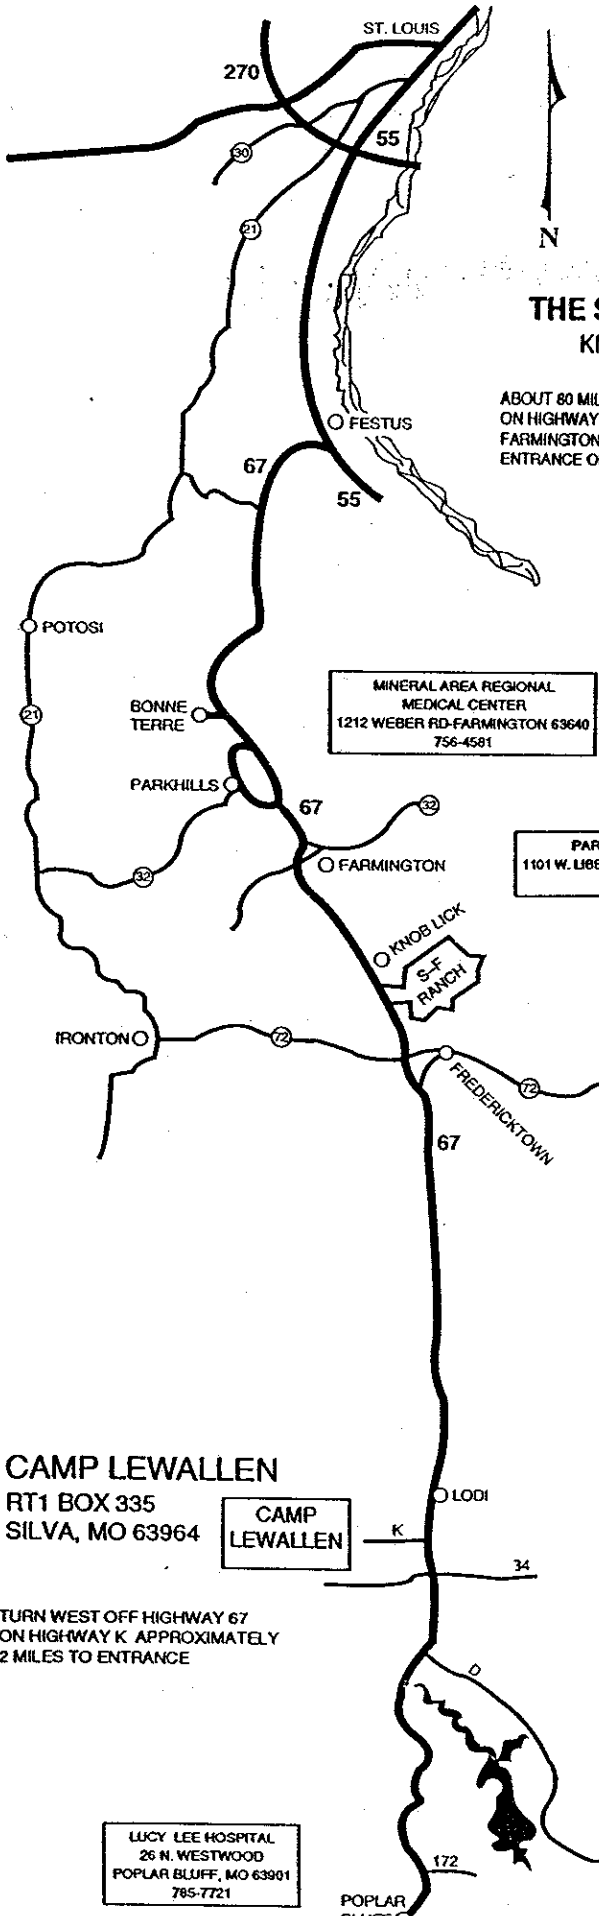 ST. LOUIS
270
55
30
21
N
THE
ABOUT 80
ON HIGHWAY
FARMINGTON
ENTRANCE
FESTUS
67
55
POTOSI
21
BONNE
TERRE
MINERAL AREA REGIONAL
MEDICAL CENTER
1212 WEBER RD-FARMINGTON 63640
756-4581
PARKHILLS
67
32
32
FARMINGTON
1101 W.
KNOB LICK
S-F
RANCH
IRONTON
72
FREDERICKTOWN
72
67
CAMP LEWALLEN
RT1 BOX 335
SILVA, MO 63964
CAMP
LEWALLEN
LODI
K
34
TURN WEST OFF HIGHWAY 67
ON HIGHWAY K APPROXIMATELY
2 MILES TO ENTRANCE
D
LUCY LEE HOSPITAL
26 N. WESTWOOD
POPLAR BLUFF, MO 63901
785-7721
172
POPLAR